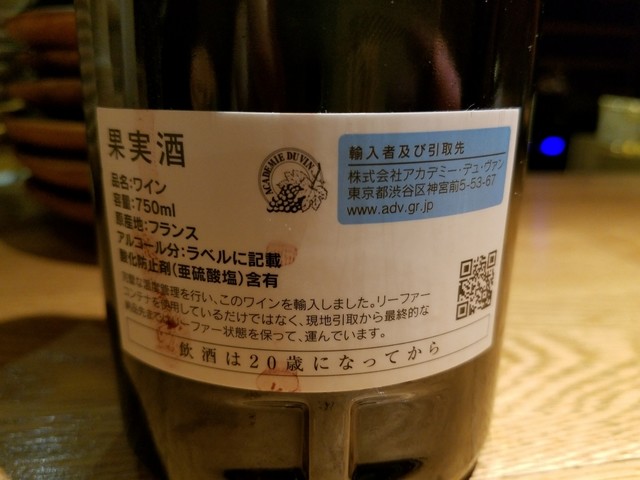 果実酒
品名:ワイン
容量:750ml
原産地:フランス
アルコール分:ラベルに記載
酸化防止剤(亜硫酸塩)含有
ACADEMIE DU VIN
輸入者及び引取先
株式会社アカデミー・デュ・ヴァン
東京都渋谷区神宮前5-53-67
www.adv.gr.jp
な温度管理を行い、このワインを輸入しました。リーファー
コンテナを使用しているだけではなく、現地引取から最終的な
リーファー状態を保って、運んでいます。
飲酒は20歳になってから